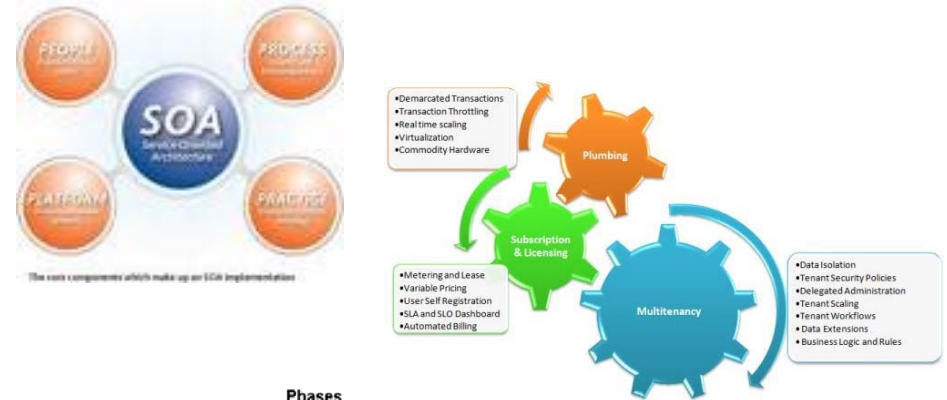 PEOPLE
PROCESS
SOA
Service Oriented
Architecture
PLATFORM
PRACTICE
The core components which make up an SOA implementation
•Demarcated Transactions
•Transaction Throttling
•Real time scaling
•Virtualization
•Commodity Hardware
Plumbing
Subscription
& Licensing
•Metering and Lease
•Variable Pricing
•User Self Registration
•SLA and SLO Dashboard
•Automated Billing
Multitenancy
•Data Isolation
•Tenant Security Policies
•Delegated Administration
•Tenant Scaling
•Tenant Workflows
• Data Extensions
• Business Logic and Rules
Phases